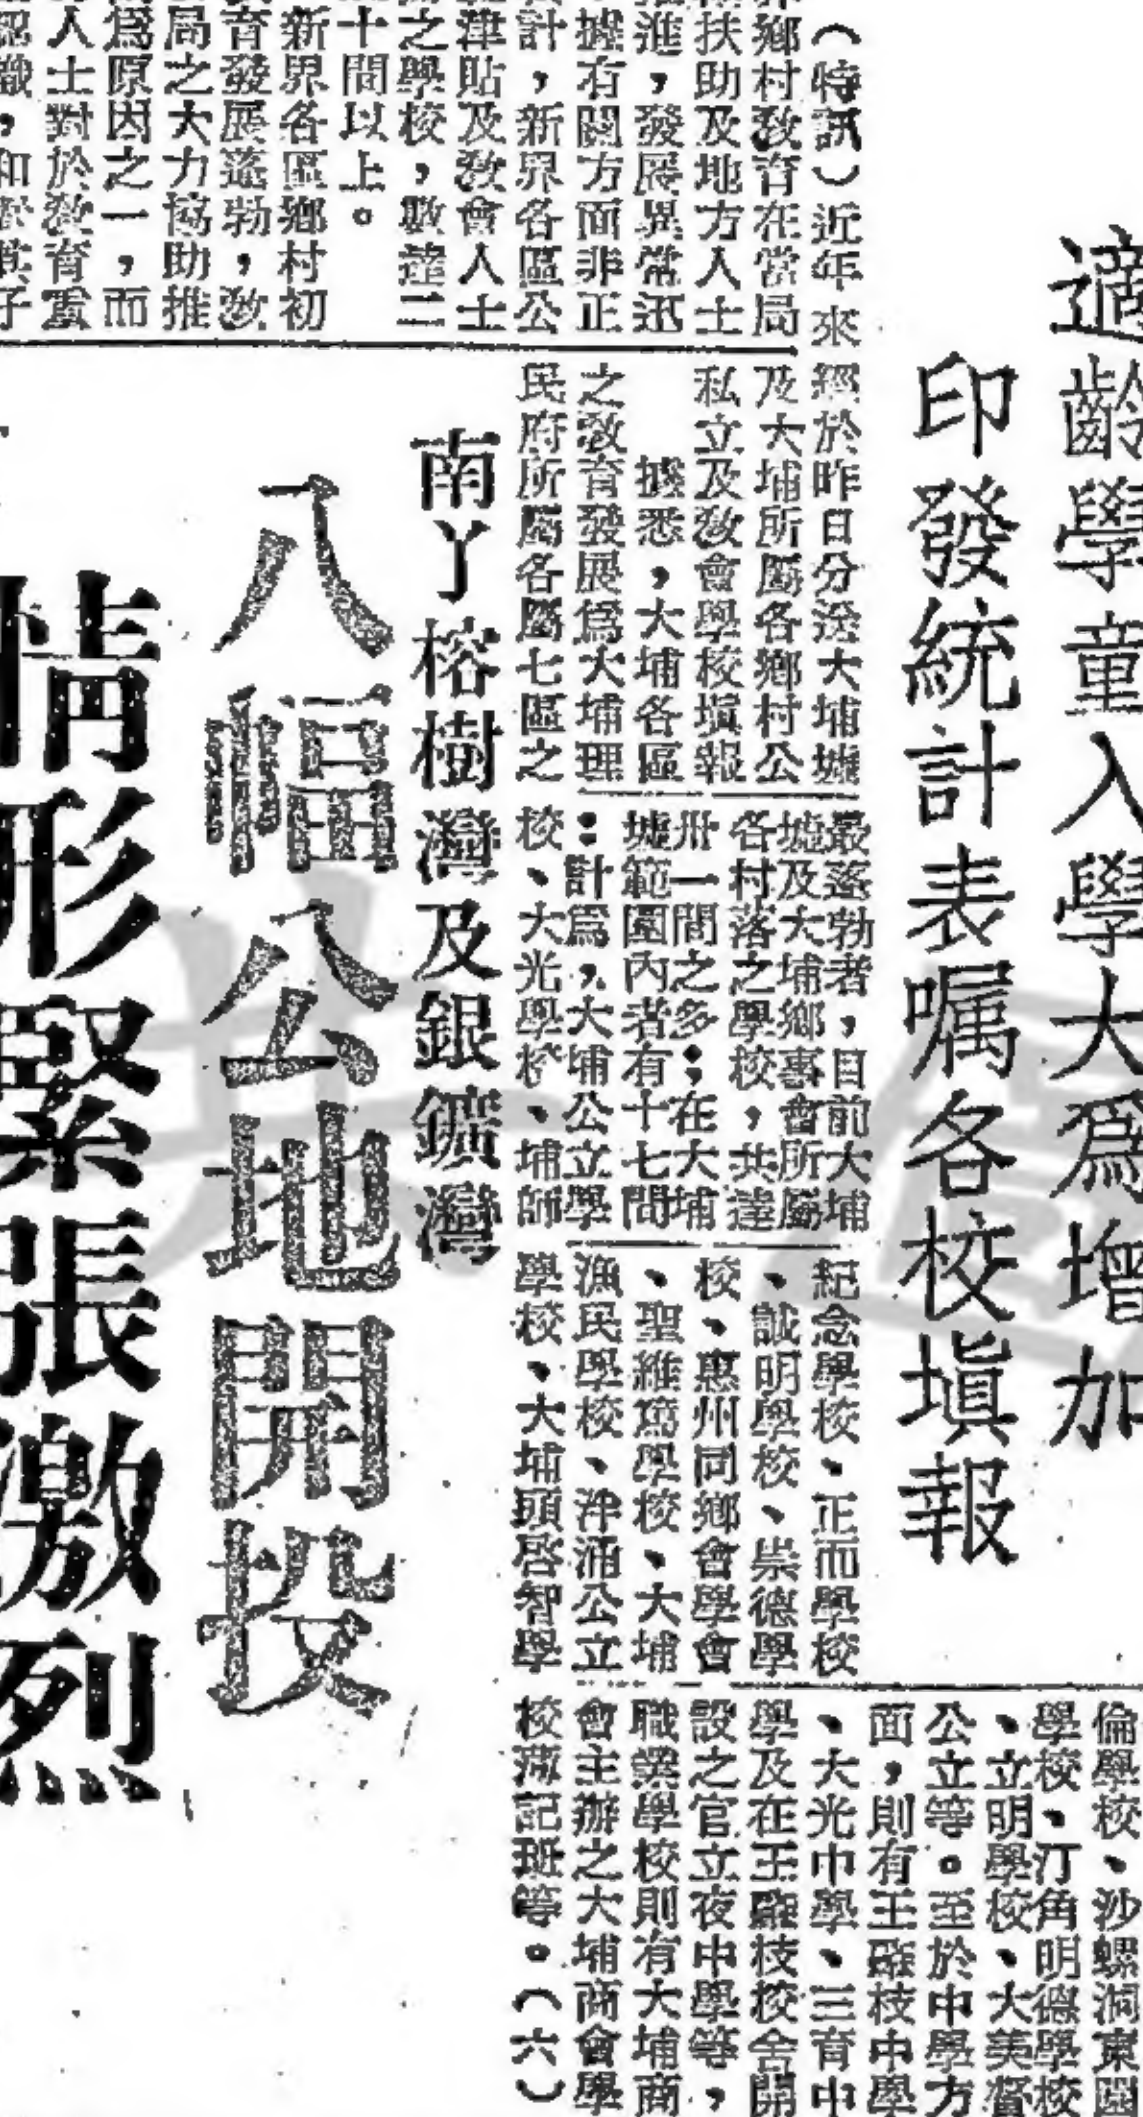 適齡學童入學大為增加
印發統計表嘱各校塡報
（特訊）近年來
界鄉村教育在當局
扶助及地方人士
進，發展異常迅
據有關方面非正
計，新界各區公
津貼及教會人士
之學校，數達二
十間以上。
新界各區鄉村初
育發展蓬勃，教
局之大力協助推
為原因之一，而
人士對於教育重
經於昨日分送大埔墟
及大埔所屬各鄉村公
私立及教會學校塡報
據悉，大埔各區
之教育發展為大埔理
民府所屬各屬七區之
最蓬勃者，目前大埔
墟及大埔鄉事會所屬
各村落之學校，共達
卅一間之多；在大埔
墟範圍內者有十七間
：計為，大埔公立學
校、大光學校、埔師
紀念學校、正而學校
、誠明學校、崇德學
校、惠州同鄉會學會
、聖維篤學校、大埔
漁民學校、泮涌公立
學校、大埔頭啓智學
倫學校、沙螺洞東園
學校、汀角明德學校
、立明學校、大美督
公立等。至於中學方
面，則有王肇枝中學
、大光中學、三育中
學及在王肇枝校舍開
設之官立夜中學等，
職業學校則有大埔商
會主辦之大埔商會學
校簿記班等。（六）
南丫榕樹灣及銀鑛灣
八幅公地開投
情形緊張激烈